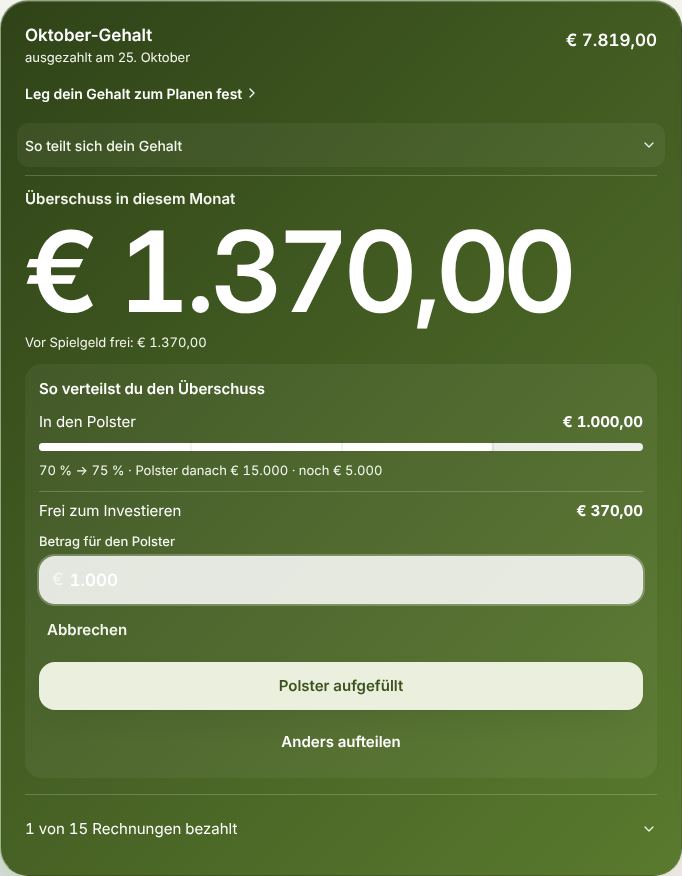 Oktober-Gehalt
€ 7.819,00
ausgezahlt am 25. Oktober
Leg dein Gehalt zum Planen fest
So teilt sich dein Gehalt
Überschuss in diesem Monat
€ 1.370,00
Vor Spielgeld frei: € 1.370,00
So verteilst du den Überschuss
In den Polster
€ 1.000,00
70 % → 75 % · Polster danach € 15.000 · noch € 5.000
Frei zum Investieren
€ 370,00
Betrag für den Polster
€ 1.000
Abbrechen
Polster aufgefüllt
Anders aufteilen
1 von 15 Rechnungen bezahlt